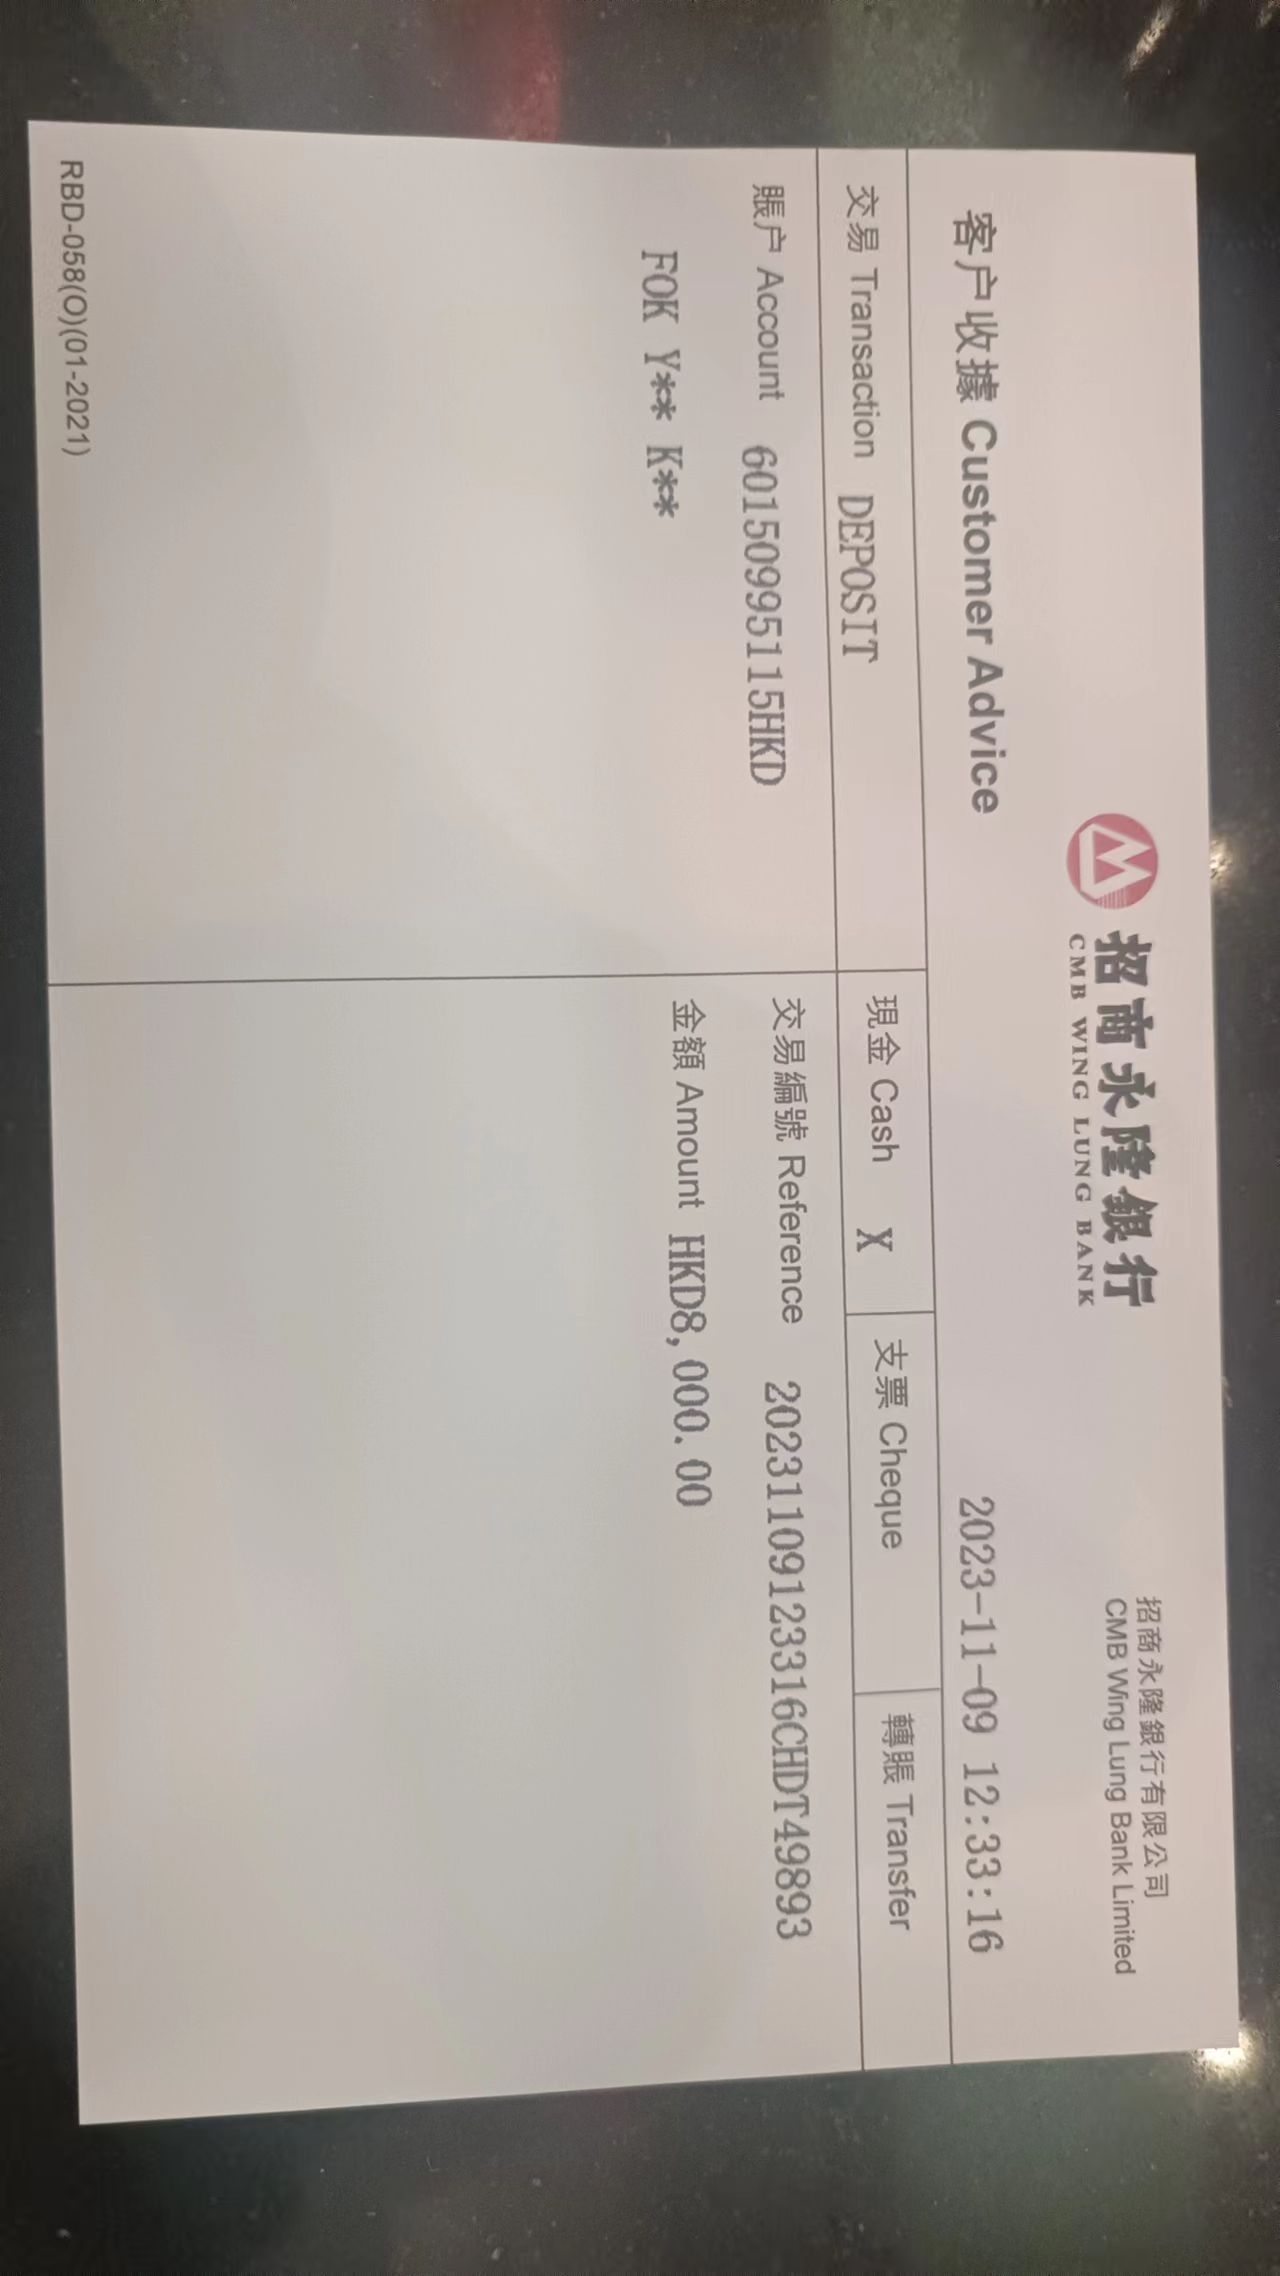 招商永隆銀行
CMB WING LUNG BANK
招商永隆銀行有限公司
CMB Wing Lung Bank Limited
客户收據 Customer Advice
2023-11-09 12:33:16
交易 Transaction DEPOSIT
現金 Cash X
支票 Cheque
轉賬 Transfer
賬户 Account 60150995115HKD
FOK Y** K**
交易編號 Reference 20231109123316CHDT49893
金額 Amount HKD8,000.00
RBD-058(O)(01-2021)